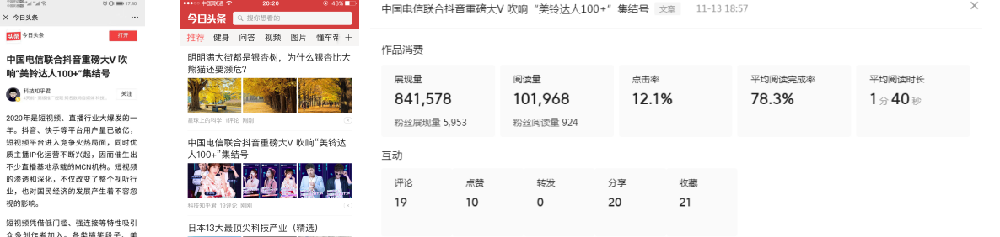 17:40
今日头条
头条 今日头条
打开
中国电信联合抖音重磅大V 吹
响“美铃达人100+”集结号
科技知乎君
关注
2020年是短视频、直播行业大爆发的一
年。抖音、快手等平台用户量已破亿，
短视频平台进入竞争火热局面，同时优
质主播IP化运营不断兴起，因而催生出
不少直播基地承载的MCN机构。短视频
的渗透和深化，不仅改变了整个视听行
业，也对国民经济的发展产生着不容忽
视的影响。
短视频凭借低门槛、强连接等特性吸引
众多创作者加入。各类搞笑段子、美
中国联通
20:20
43%
今日头条
搜你想看的
推荐 健身 问答 视频 图片 懂车帝
明明满大街都是银杏树，为什么银杏比大
熊猫还要濒危？
星球上的科学 1评论 刚刚
中国电信联合抖音重磅大V 吹响“美铃达
人100+”集结号
科技知乎君 19评论 刚刚
日本13大最顶尖科技产业（精选）
中国电信联合抖音重磅大V 吹响“美铃达人100+“集结号 文章 11-13 18:57
作品消费
展现量
841,578
粉丝展现量 5,953
阅读量
101,968
粉丝阅读量 924
点击率
12.1%
平均阅读完成率
78.3%
平均阅读时长
1 分 40 秒
互动
评论 点赞 转发 分享 收藏
19 10 0 20 21